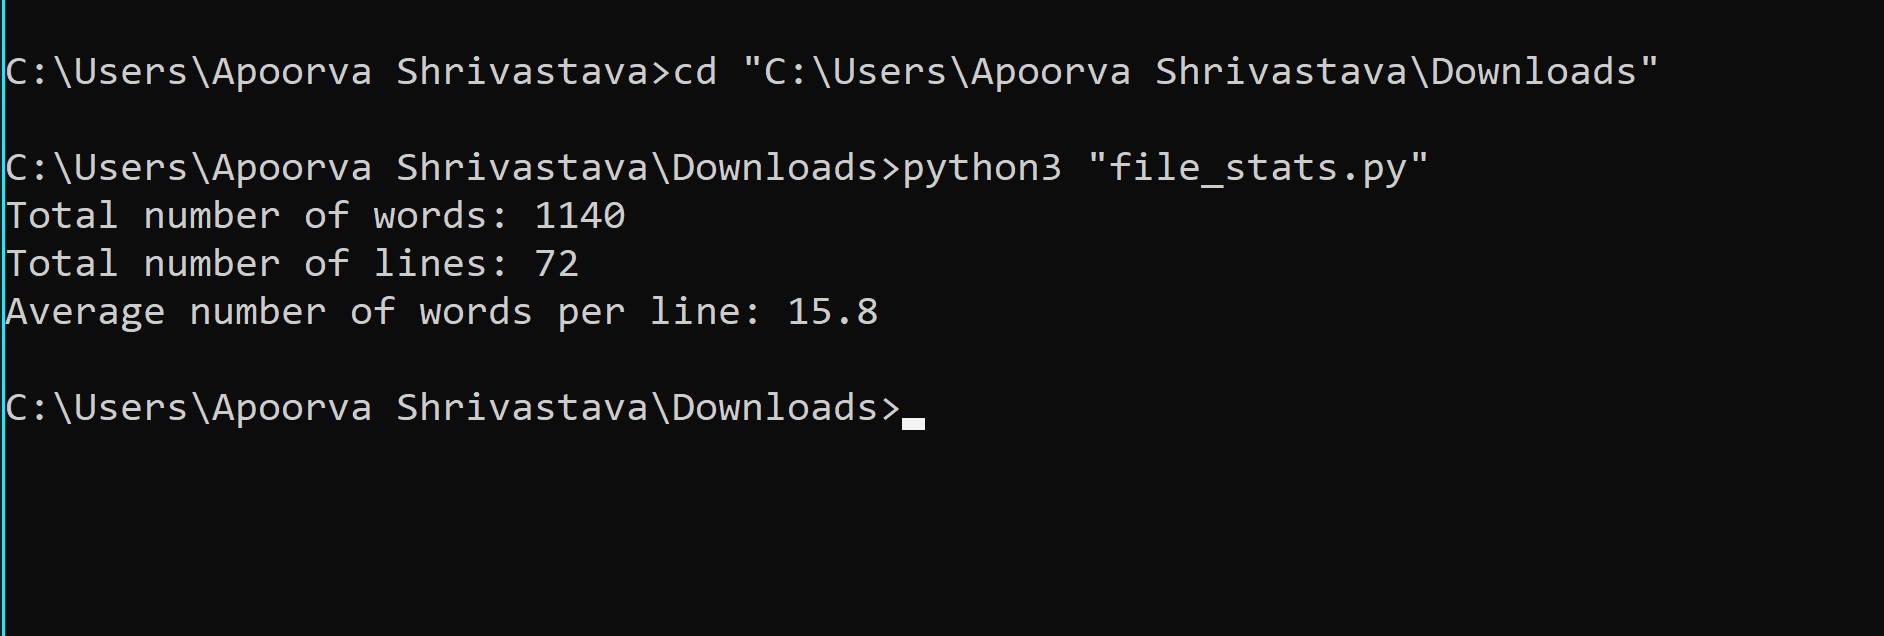 C:\Users\Apoorva Shrivastava>cd "C:\Users\Apoorva Shrivastava\Downloads"
C:\Users\Apoorva Shrivastava\Downloads>python3 "file_stats.py"
Total number of words: 1140
Total number of lines: 72
Average number of words per line: 15.8
C:\Users\Apoorva Shrivastava\Downloads>